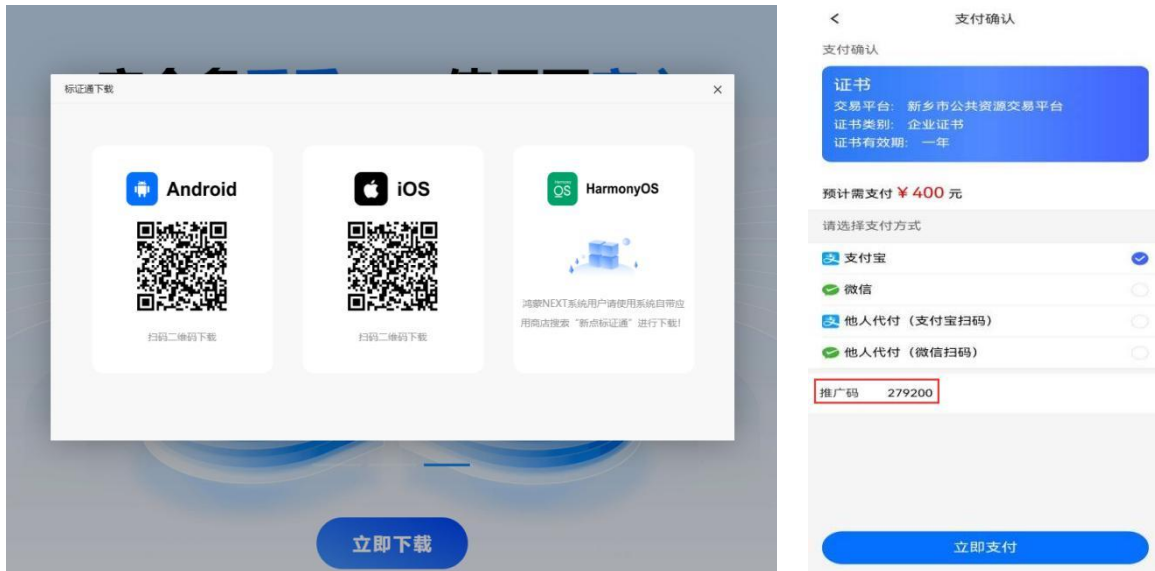 标证通下载
×
Android
iOS
HarmonyOS
扫码二维码下载
扫码二维码下载
鸿蒙NEXT系统用户请使用系统自带应
用商店搜索“新点标证通”进行下载!
立即下载
支付确认
支付确认
证书
交易平台: 新乡市公共资源交易平台
证书类别: 企业证书
证书有效期: 一年
预计需支付 ¥ 400 元
请选择支付方式
支付宝
微信
他人代付（支付宝扫码）
他人代付（微信扫码）
推广码 279200
立即支付